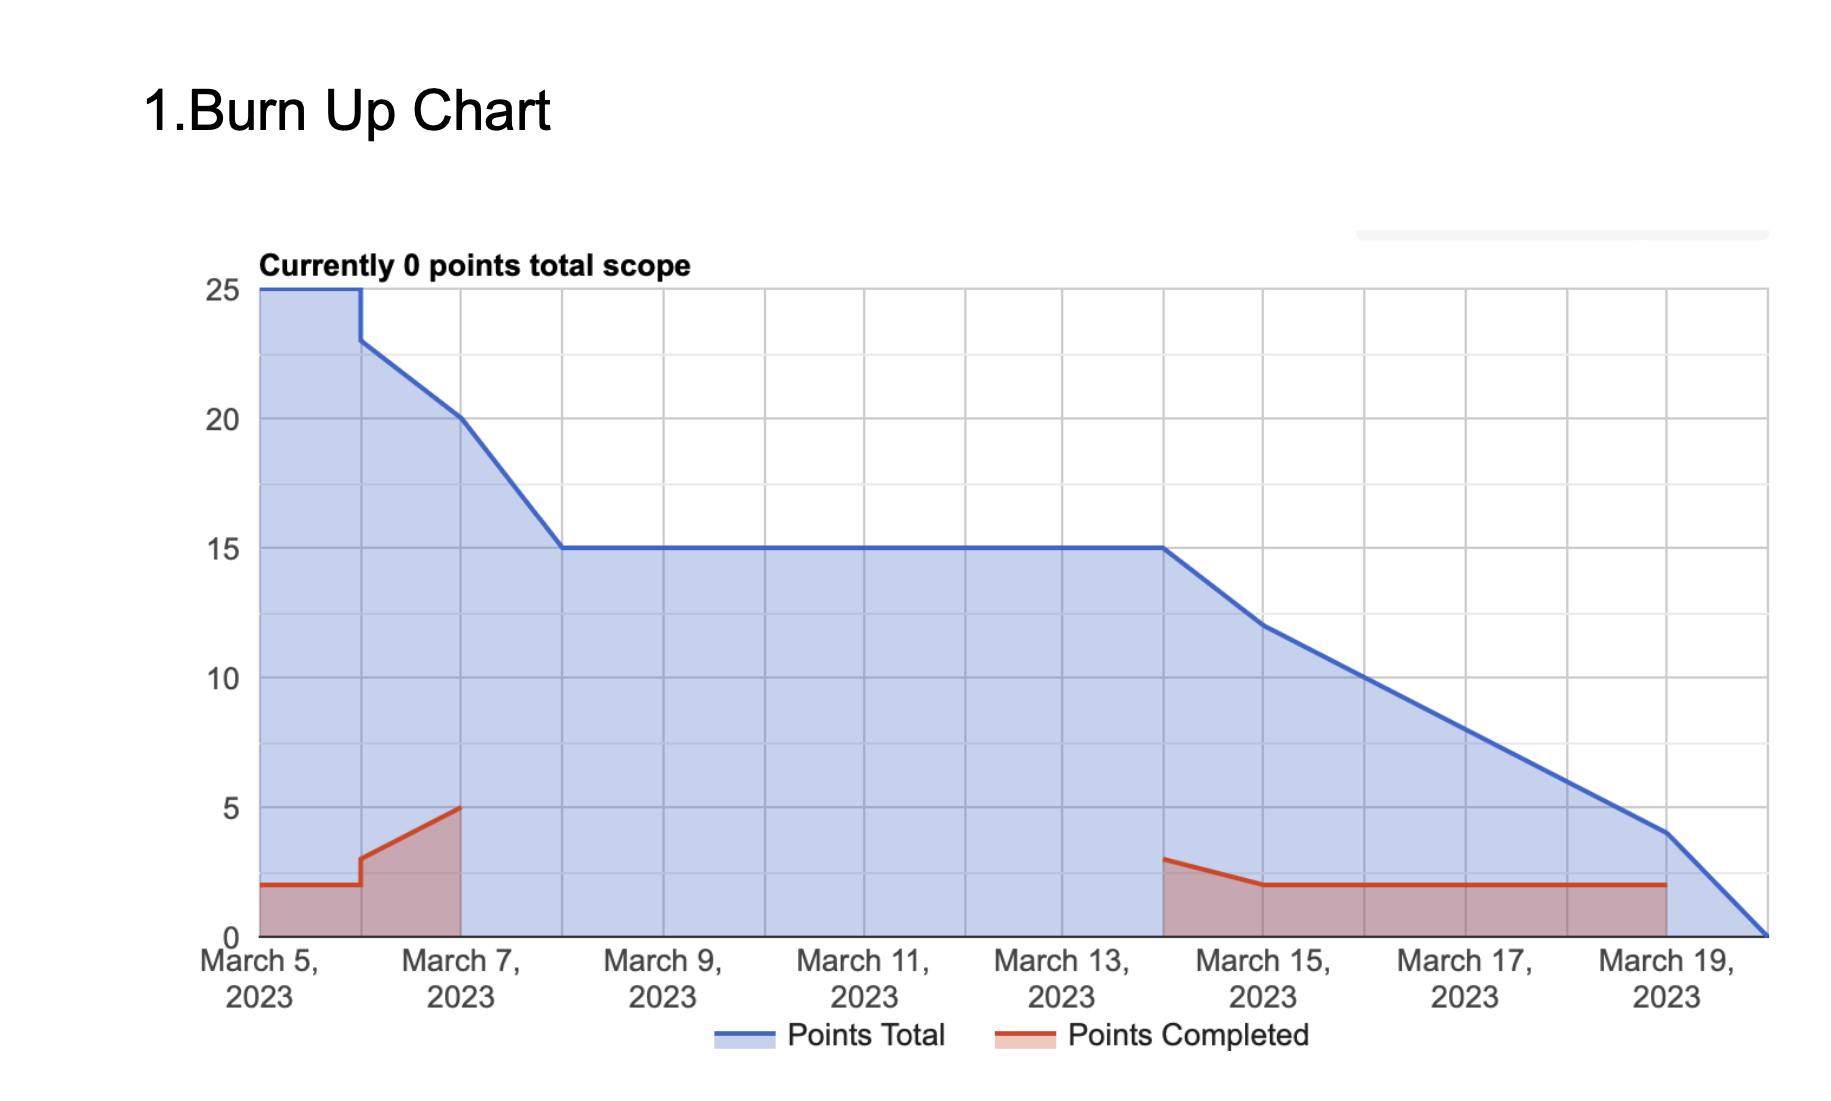 1.Burn Up Chart
Currently 0 points total scope
25
20
15
10
5
0
March 5, 2023
March 7, 2023
March 9, 2023
March 11, 2023
March 13, 2023
March 15, 2023
March 17, 2023
March 19, 2023
Points Total
Points Completed